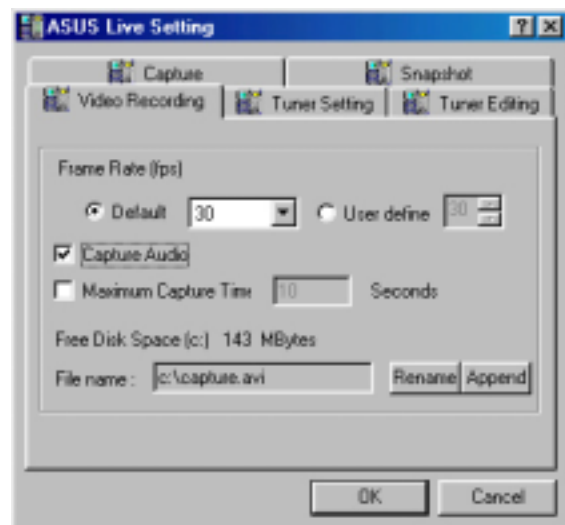 ASUS Live Setting
Capture
Snapshot
Video Recording
Tuner Setting
Tuner Editing
Frame Rate (fps)
Default 30 User define 30
Capture Audio
Maximum Capture Time 10 Seconds
Free Disk Space (c:) 143 MBytes
File name : c:\capture.avi Rename Append
OK Cancel